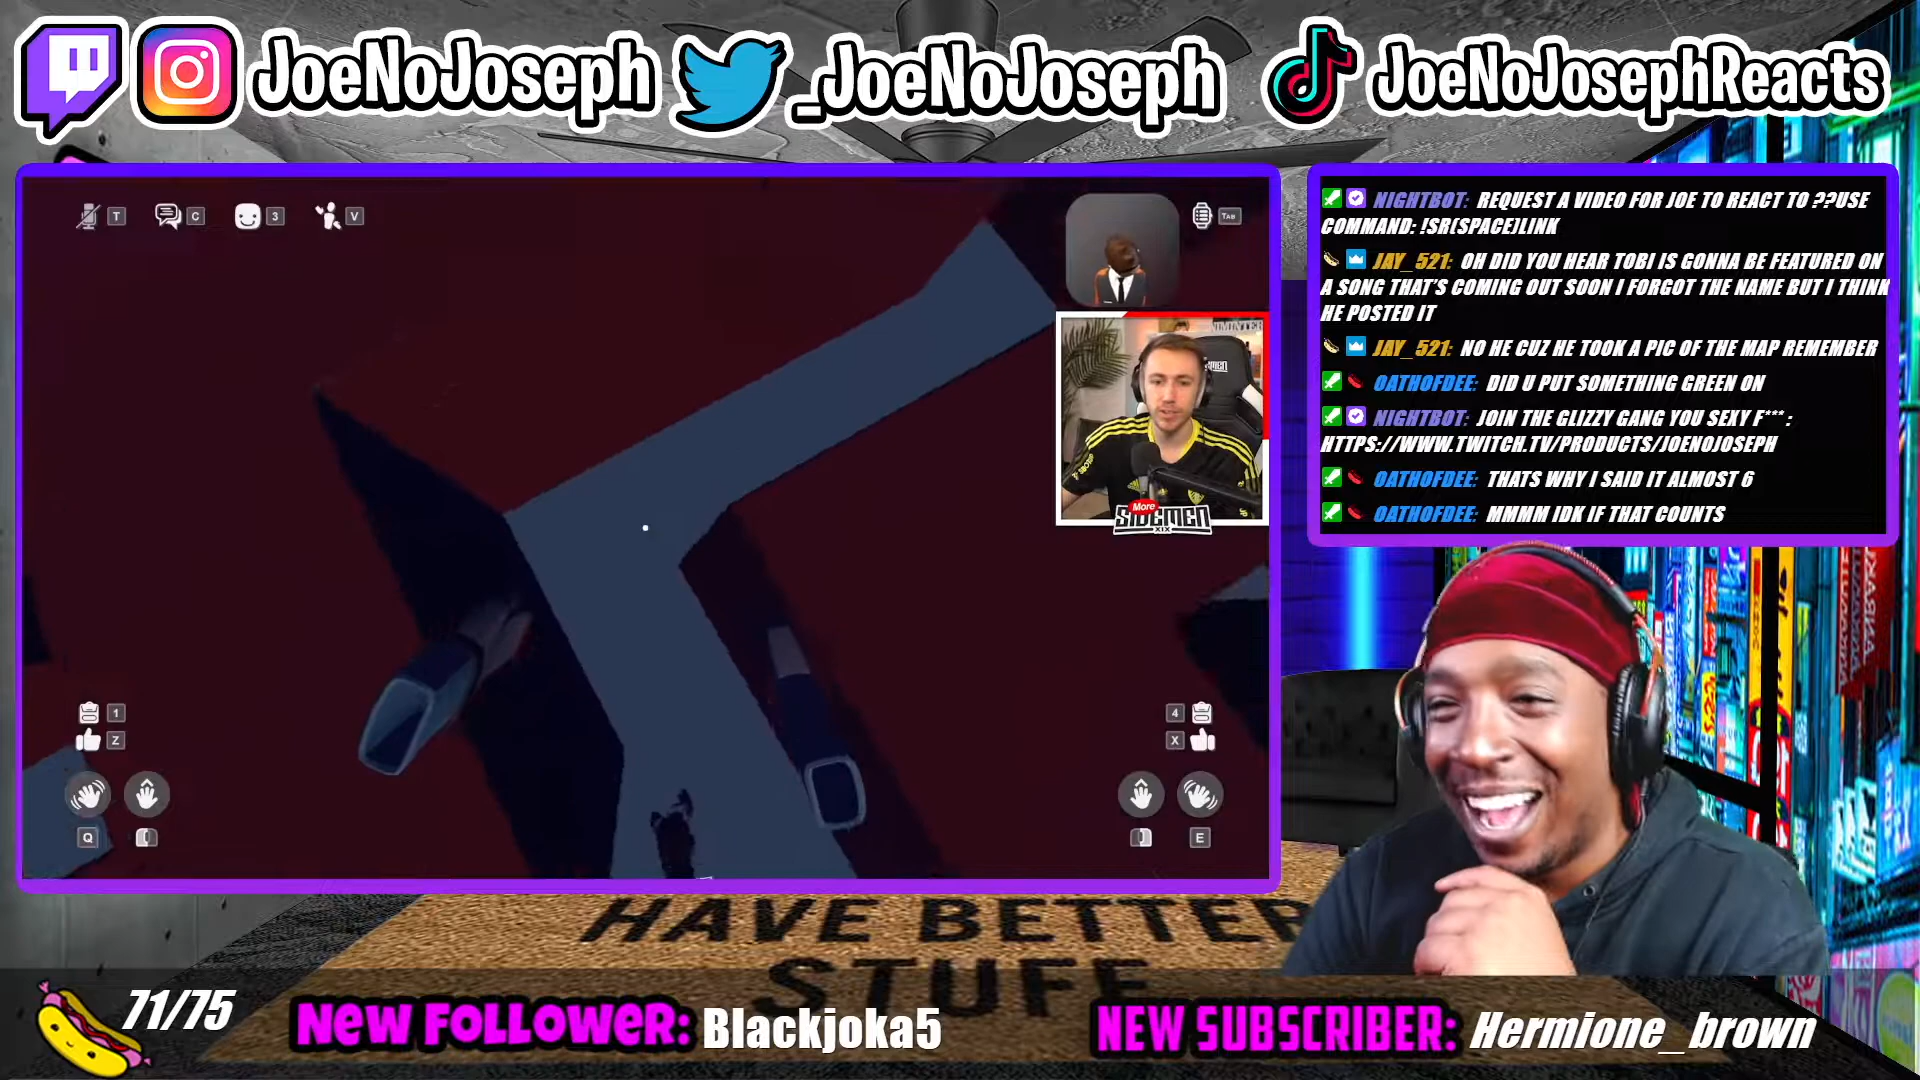 JoeNoJoseph _JoeNoJoseph JoeNoJosephReacts
T C 3 V TAB
NIGHTBOT: REQUEST A VIDEO FOR JOE TO REACT TO ??USE
COMMAND: !SR[SPACE]LINK
JAY_521: OH DID YOU HEAR TOBI IS GONNA BE FEATURED ON
A SONG THAT'S COMING OUT SOON I FORGOT THE NAME BUT I THINK
HE POSTED IT
JAY_521: NO HE CUZ HE TOOK A PIC OF THE MAP REMEMBER
OATHOFDEE: DID U PUT SOMETHING GREEN ON
NIGHTBOT: JOIN THE GLIZZY GANG YOU SEXY F*** :
HTTPS://WWW.TWITCH.TV/PRODUCTS/JOENOJOSEPH
OATHOFDEE: THATS WHY I SAID IT ALMOST 6
OATHOFDEE: MMMM IDK IF THAT COUNTS
More
SIDEMEN
XIX
1 4
Z X
Q E
HAVE BETTER
STUFF
71/75 NEW FOLLOWER: Blackjoka5 NEW SUBSCRIBER: Hermione_brown